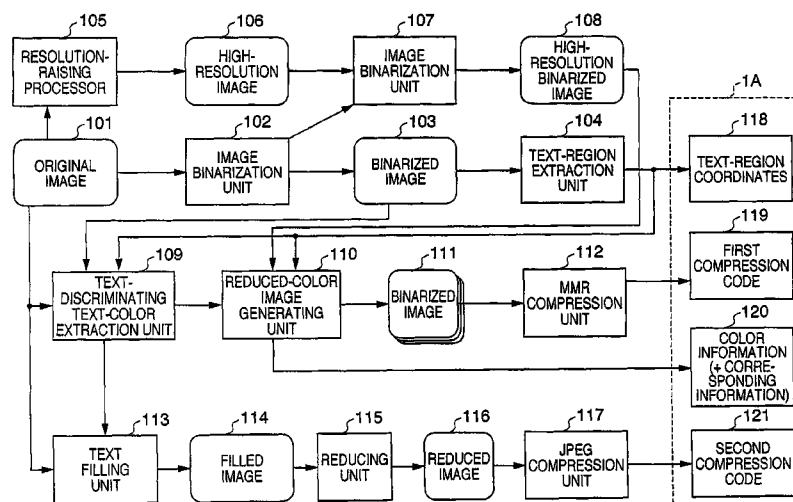 105
RESOLUTION-
RAISING
PROCESSOR
106
HIGH-
RESOLUTION
IMAGE
107
IMAGE
BINARIZATION
UNIT
108
HIGH-
RESOLUTION
BINARIZED IMAGE
1A
101
ORIGINAL
IMAGE
102
IMAGE
BINARIZATION
UNIT
103
BINARIZED
IMAGE
104
TEXT-REGION
EXTRACTION
UNIT
118
TEXT-REGION
COORDINATES
109
TEXT-
DISCRIMINATING
TEXT-COLOR
EXTRACTION UNIT
110
REDUCED-COLOR
IMAGE
GENERATING
UNIT
111
BINARIZED
IMAGE
112
MMR
COMPRESSION
UNIT
119
FIRST
COMPRESSION
CODE
120
COLOR
INFORMATION
(+ CORRE-
SPONDING
INFORMATION)
113
TEXT
FILLING
UNIT
114
FILLED
IMAGE
115
REDUCING
UNIT
116
REDUCED
IMAGE
117
JPEG
COMPRESSION
UNIT
121
SECOND
COMPRESSION
CODE